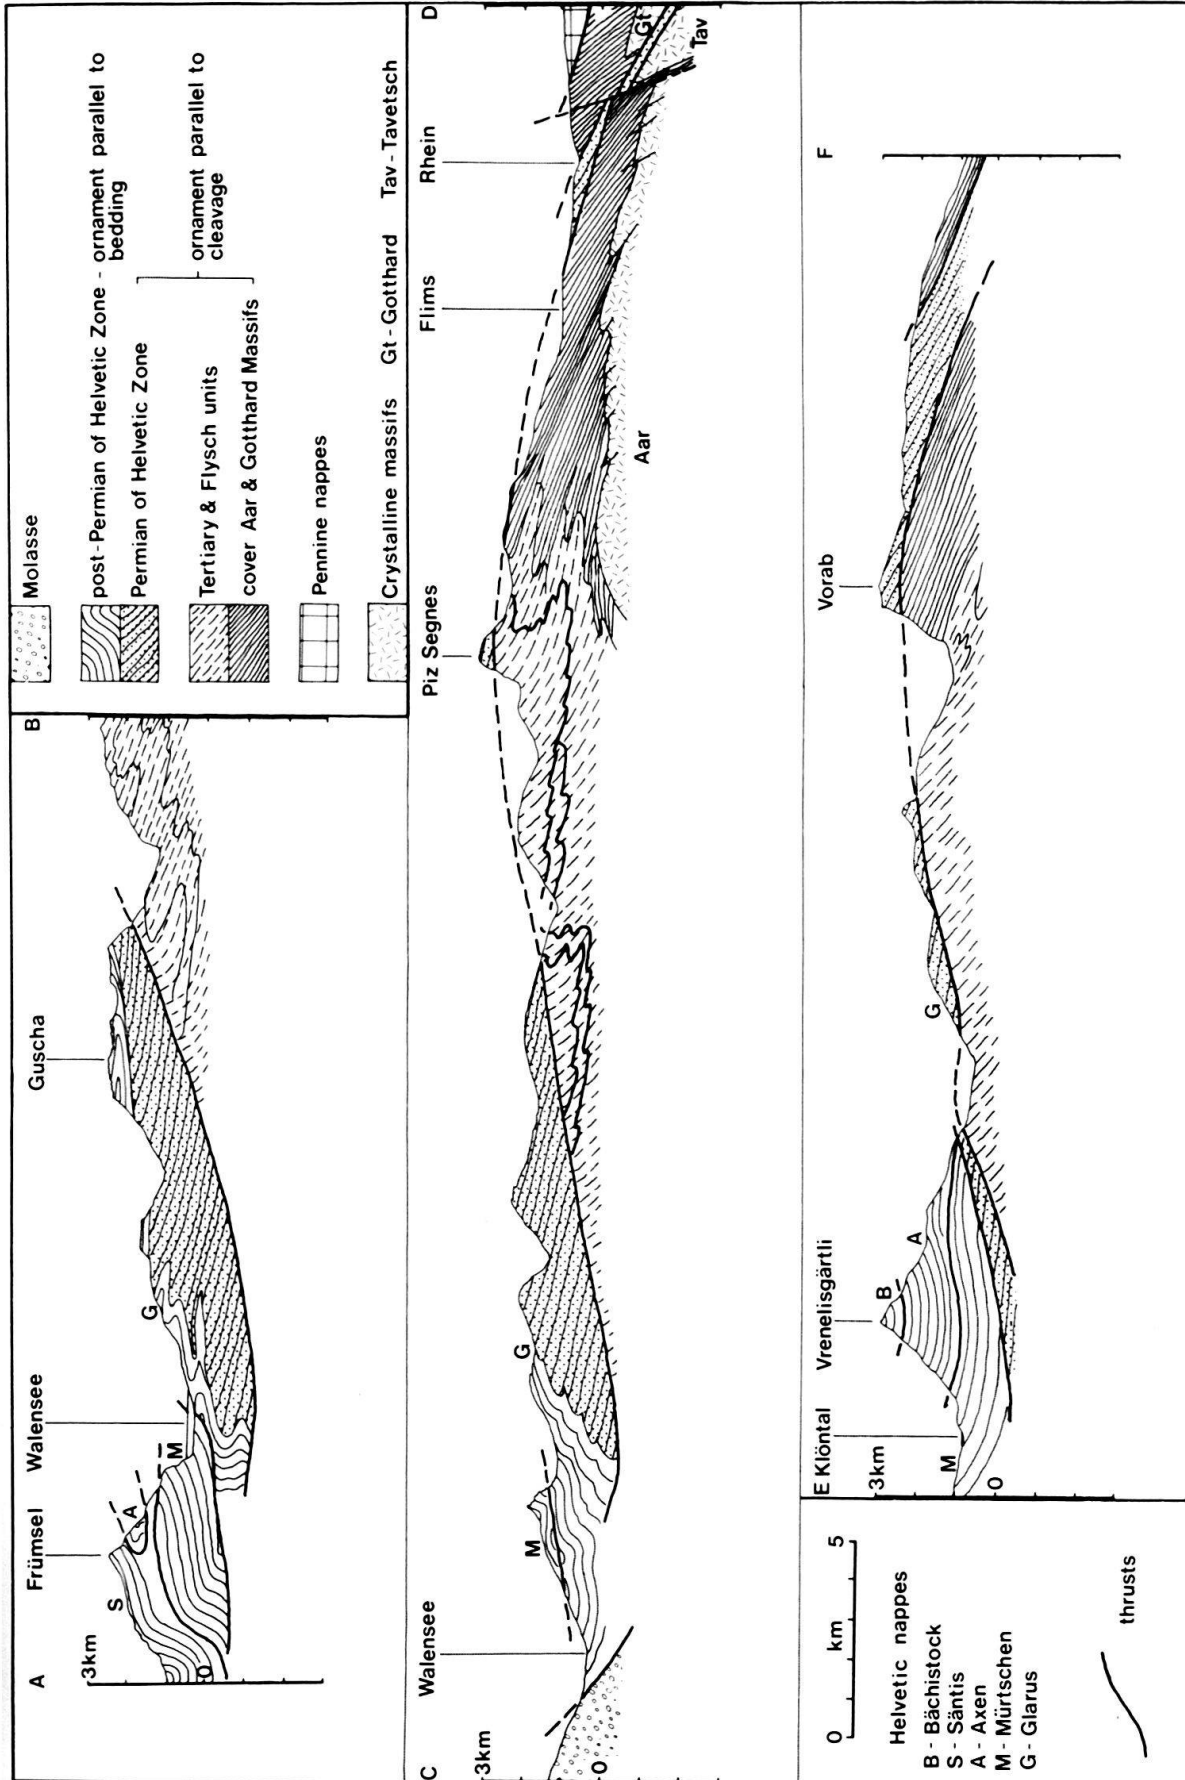 A
Frümsel
Walensee
Guscha
B
3km
0
S
A
M
G
Molasse
post-Permian of Helvetic Zone - ornament parallel to
bedding
Permian of Helvetic Zone
Tertiary & Flysch units
ornament parallel to
cleavage
cover Aar & Gotthard Massifs
Pennine nappes
Crystalline massifs Gt - Gotthard Tav - Tavetsch
C
Walensee
Piz Segnes
Flims
Rhein
D
3km
0
M
G
Aar
Gt
Tav
E Klöntal
Vrenelisgärtli
Vorab
F
3km
0
M
B
A
G
0 km 5
Helvetic nappes
B - Bächistock
S - Säntis
A - Axen
M - Mürtschen
G - Glarus
thrusts